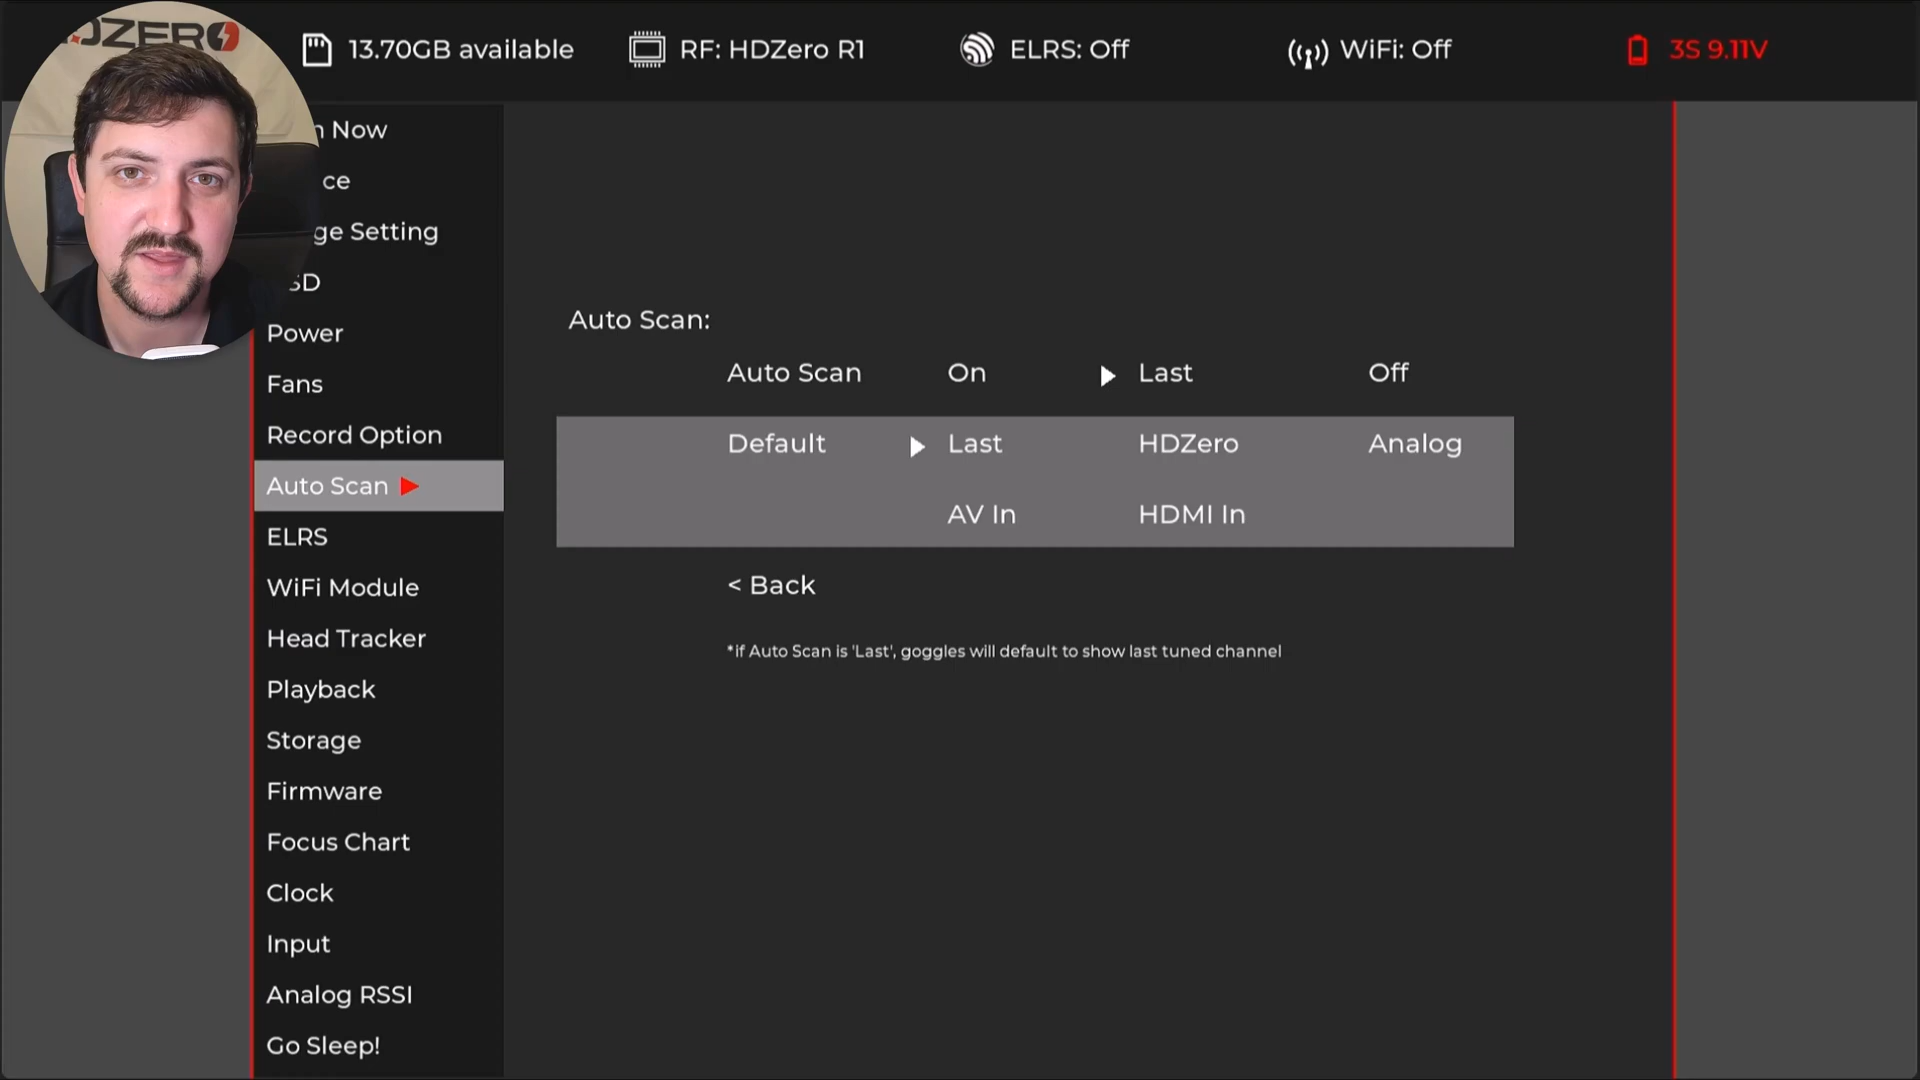 13.70GB available
RF: HDZero R1
ELRS: Off
WiFi: Off
3S 9.11V
Now
Setting
Power
Fans
Record Option
Auto Scan
ELRS
WiFi Module
Head Tracker
Playback
Storage
Firmware
Focus Chart
Clock
Input
Analog RSSI
Go Sleep!
Auto Scan:
Auto Scan On Last Off
Default Last HDZero Analog
AV In HDMI In
< Back
*if Auto Scan is 'Last', goggles will default to show last tuned channel